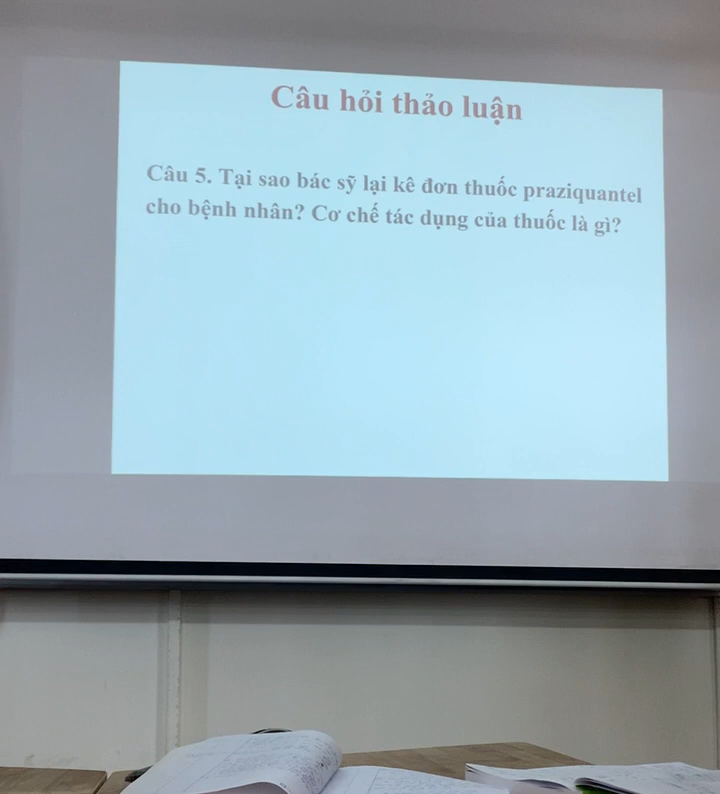 Câu hỏi thảo luận
Câu 5. Tại sao bác sỹ lại kê đơn thuốc praziquantel
cho bệnh nhân? Cơ chế tác dụng của thuốc là gì?